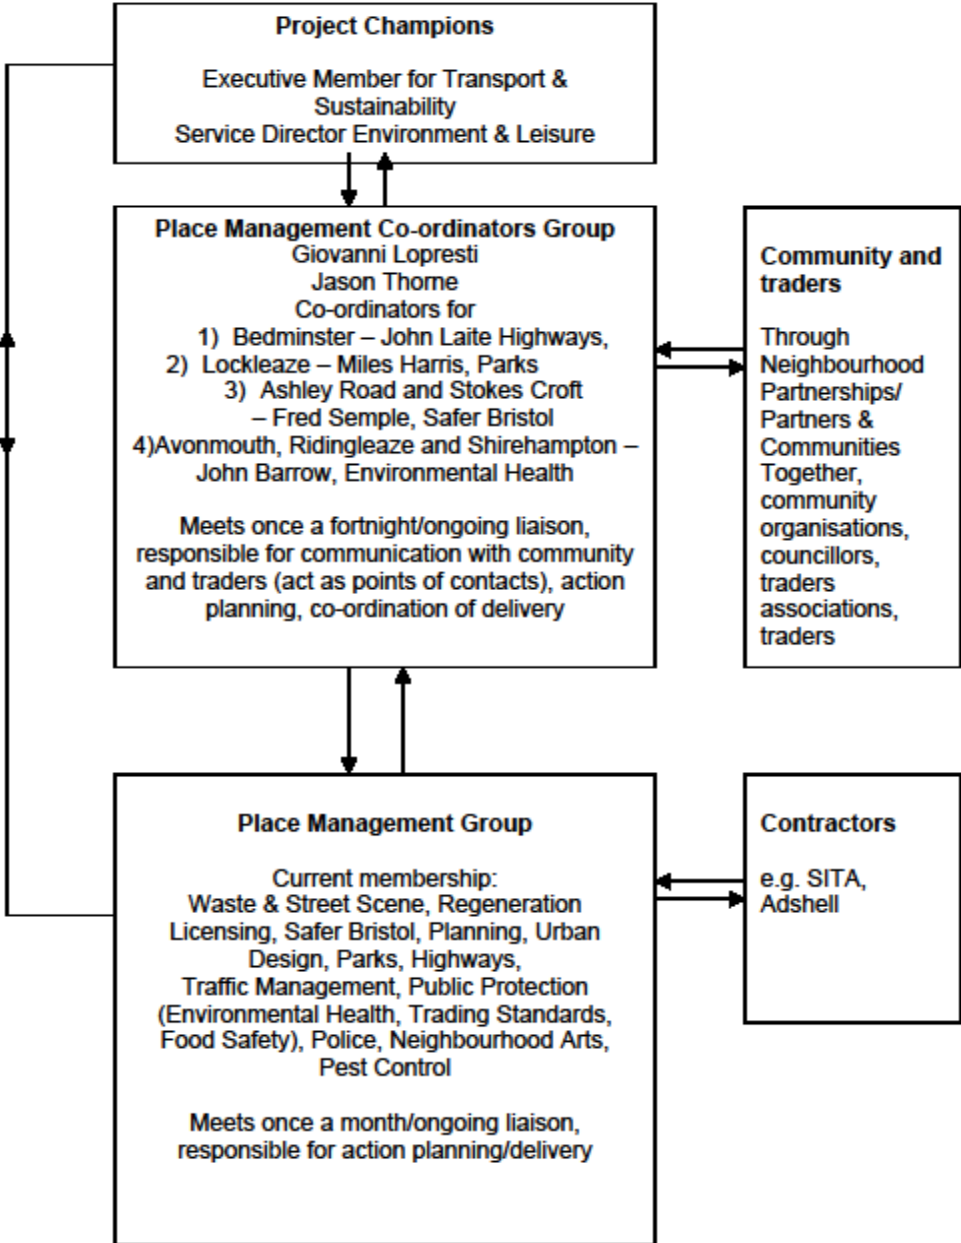 Project Champions
Executive Member for Transport &
Sustainability
Service Director Environment & Leisure
Place Management Co-ordinators Group
Giovanni Lopresti
Jason Thorne
Co-ordinators for
1) Bedminster – John Laite Highways,
2) Lockleaze – Miles Harris, Parks
3) Ashley Road and Stokes Croft
– Fred Semple, Safer Bristol
4)Avonmouth, Ridingleaze and Shirehampton –
John Barrow, Environmental Health
Meets once a fortnight/ongoing liaison,
responsible for communication with community
and traders (act as points of contacts), action
planning, co-ordination of delivery
Community and
traders
Through
Neighbourhood
Partnerships/
Partners &
Communities
Together,
community
organisations,
councillors,
traders
associations,
traders
Place Management Group
Current membership:
Waste & Street Scene, Regeneration
Licensing, Safer Bristol, Planning, Urban
Design, Parks, Highways,
Traffic Management, Public Protection
(Environmental Health, Trading Standards,
Food Safety), Police, Neighbourhood Arts,
Pest Control
Meets once a month/ongoing liaison,
responsible for action planning/delivery
Contractors
e.g. SITA,
Adshell